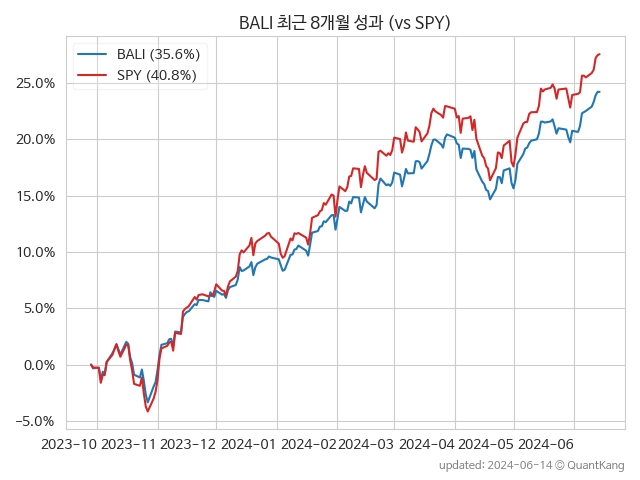 BALI 최근 8개월 성과 (vs SPY)
BALI (35.6%)
SPY (40.8%)
25.0%
20.0%
15.0%
10.0%
5.0%
0.0%
−5.0%
2023-10 2023-11 2023-12 2024-01 2024-02 2024-03 2024-04 2024-05 2024-06
updated: 2024-06-14 © QuantKang